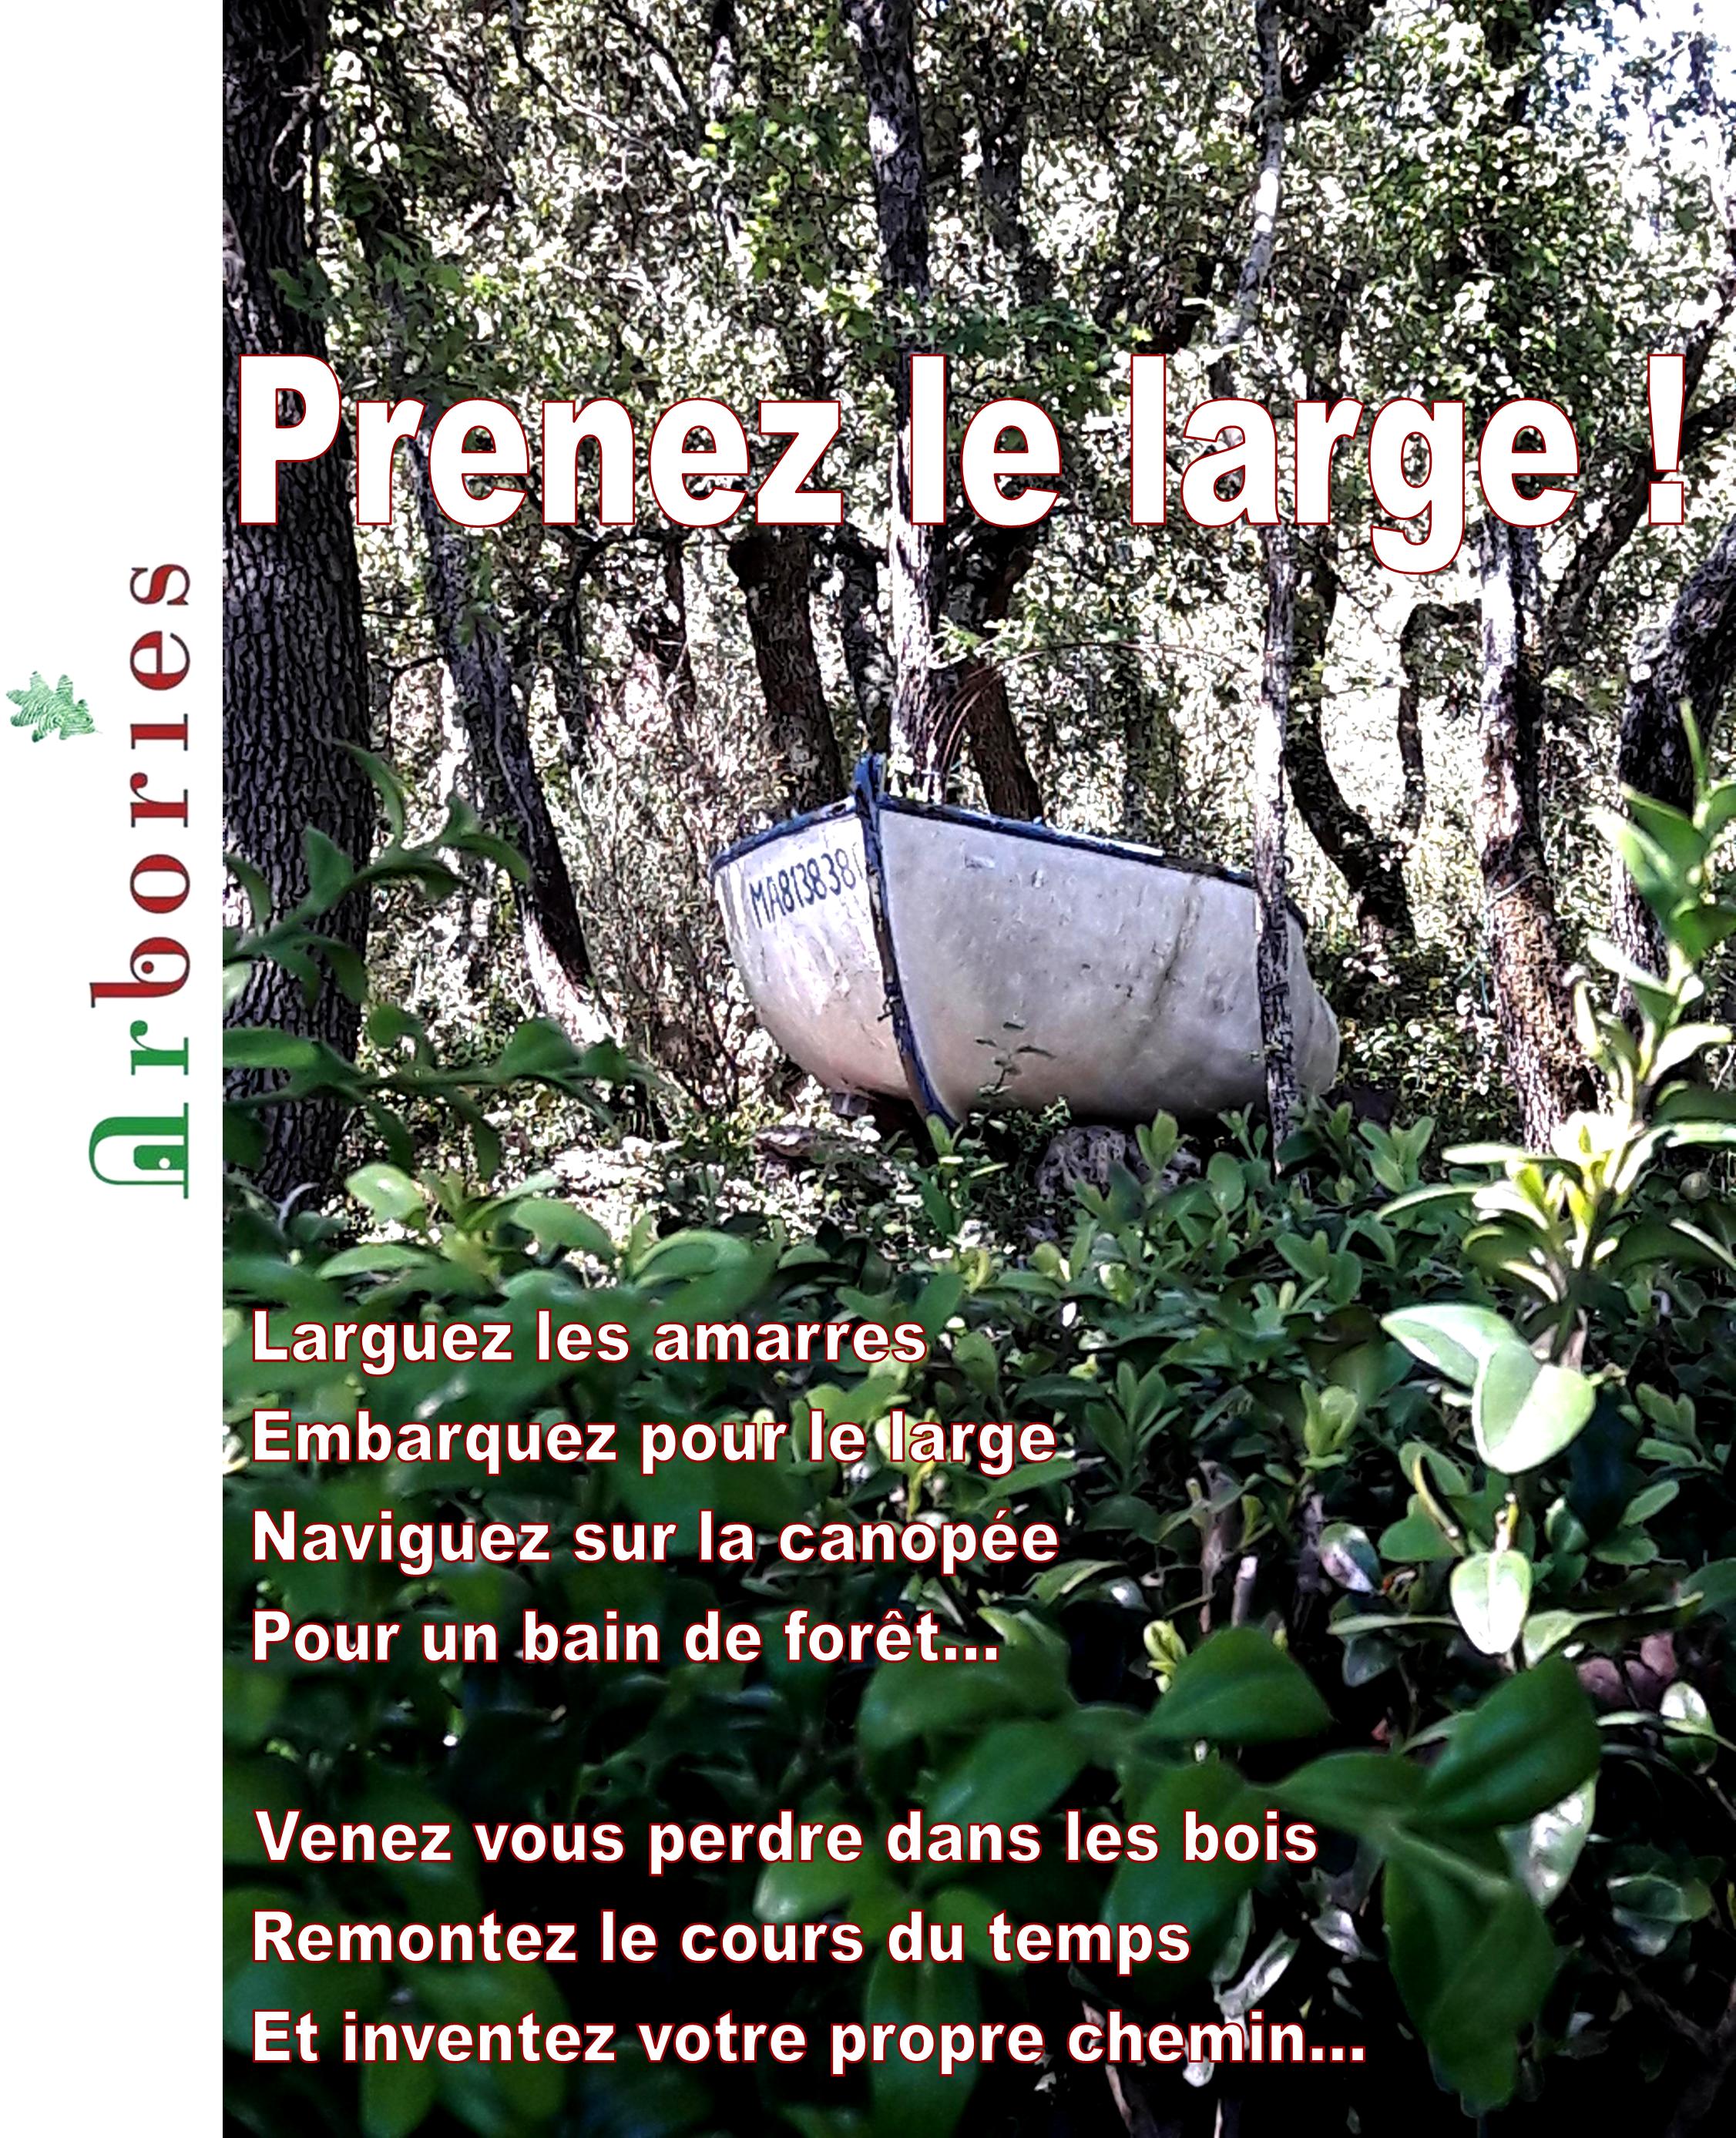 Arbories
Prenez le large !
MA813838
Larguez les amarres
Embarquez pour le large
Naviguez sur la canopée
Pour un bain de forêt...
Venez vous perdre dans les bois
Remontez le cours du temps
Et inventez votre propre chemin...